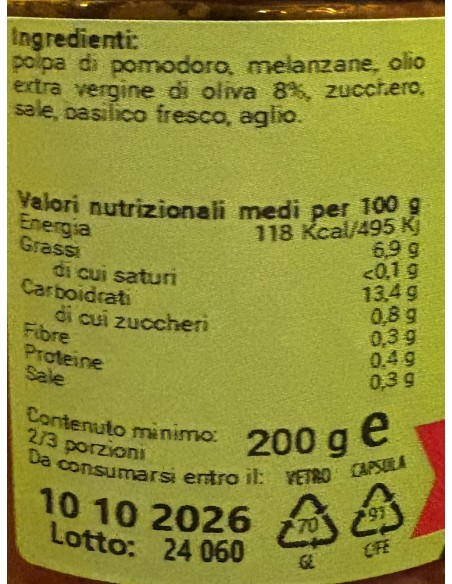 Ingredienti:
polpa di pomodoro, melanzane, olio
extra vergine di oliva 8%, zucchero,
sale, basilico fresco, aglio.
Valori nutrizionali medi per 100 g
Energia 118 Kcal/495 Kj
Grassi 6,9 g
di cui saturi <0,1 g
Carboidrati 13,4 g
di cui zuccheri 0,8 g
Fibre 0,3 g
Proteine 0,4 g
Sale 0,3 g
Contenuto minimo: 200 g e
2/3 porzioni
Da consumarsi entro il: VETRO CAPSULA
10 10 2026 70 91
Lotto: 24 060 GL C/FE